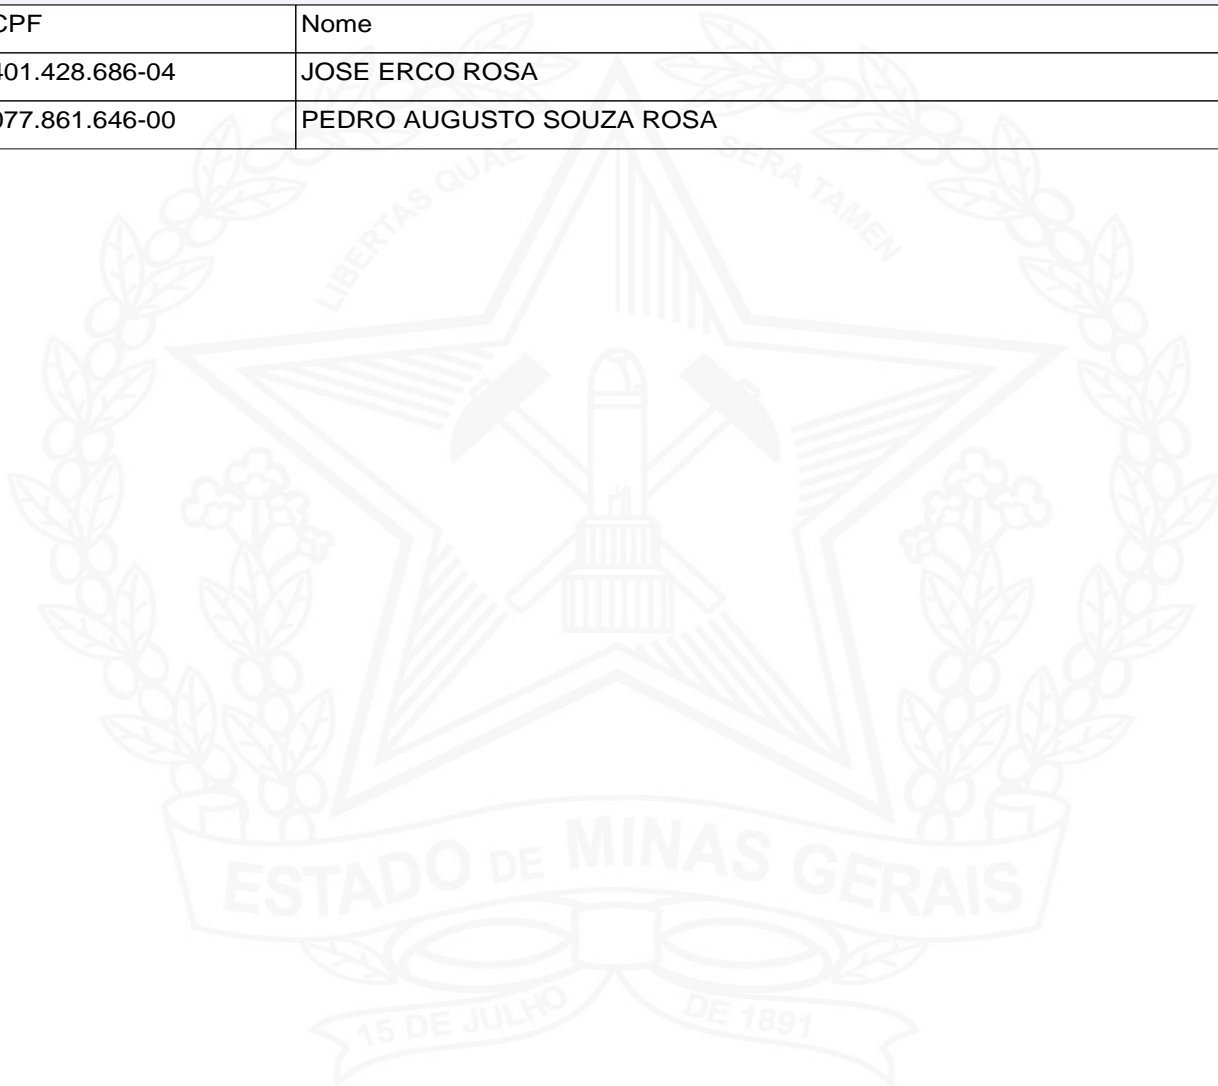 CPF Nome
401.428.686-04 JOSE ERCO ROSA
077.861.646-00 PEDRO AUGUSTO SOUZA ROSA
LIBERTAS QUAE SERA TAMEN
ESTADO DE MINAS GERAIS
15 DE JULHO DE 1891